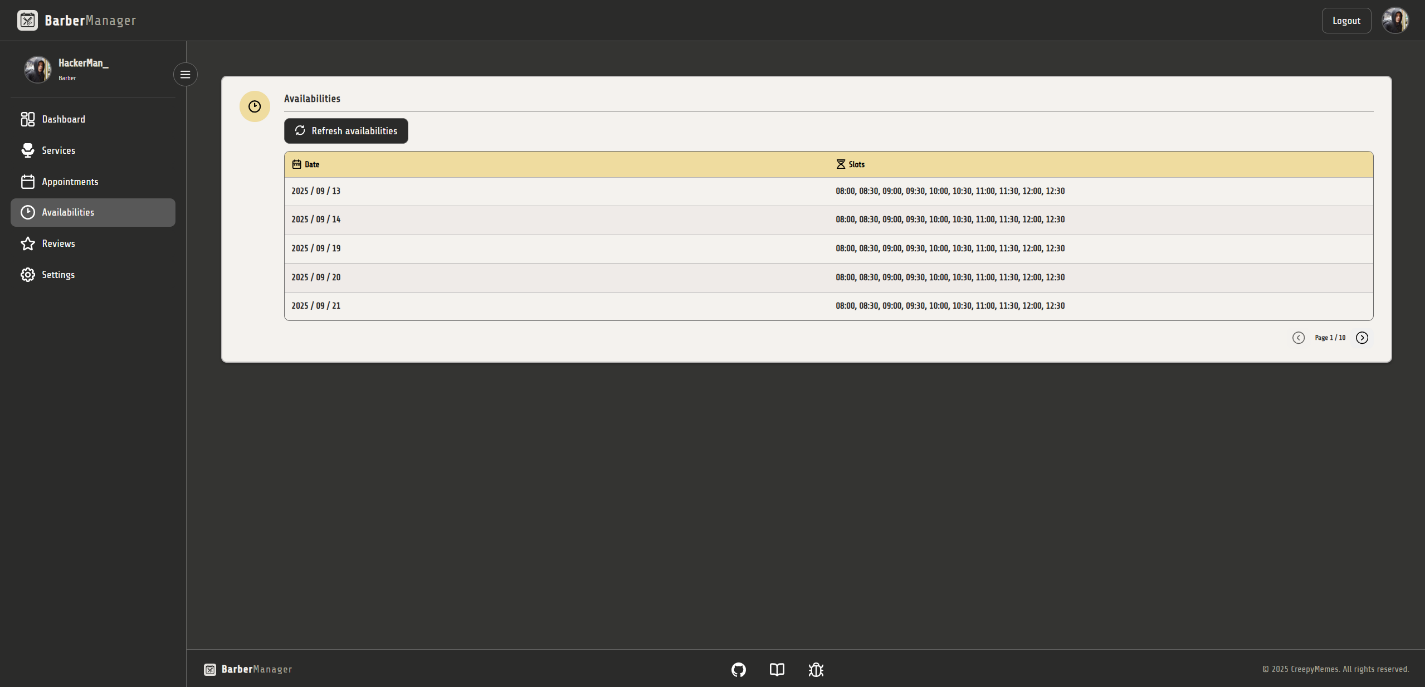 BarberManager
Logout
HackerMan_
Barber
Dashboard
Services
Appointments
Availabilities
Reviews
Settings
Availabilities
Refresh availabilities
Date Slots
2025 / 09 / 13 08:00, 08:30, 09:00, 09:30, 10:00, 10:30, 11:00, 11:30, 12:00, 12:30
2025 / 09 / 14 08:00, 08:30, 09:00, 09:30, 10:00, 10:30, 11:00, 11:30, 12:00, 12:30
2025 / 09 / 19 08:00, 08:30, 09:00, 09:30, 10:00, 10:30, 11:00, 11:30, 12:00, 12:30
2025 / 09 / 20 08:00, 08:30, 09:00, 09:30, 10:00, 10:30, 11:00, 11:30, 12:00, 12:30
2025 / 09 / 21 08:00, 08:30, 09:00, 09:30, 10:00, 10:30, 11:00, 11:30, 12:00, 12:30
Page 1 / 10
BarberManager
© 2025 CreepyMemes. All rights reserved.